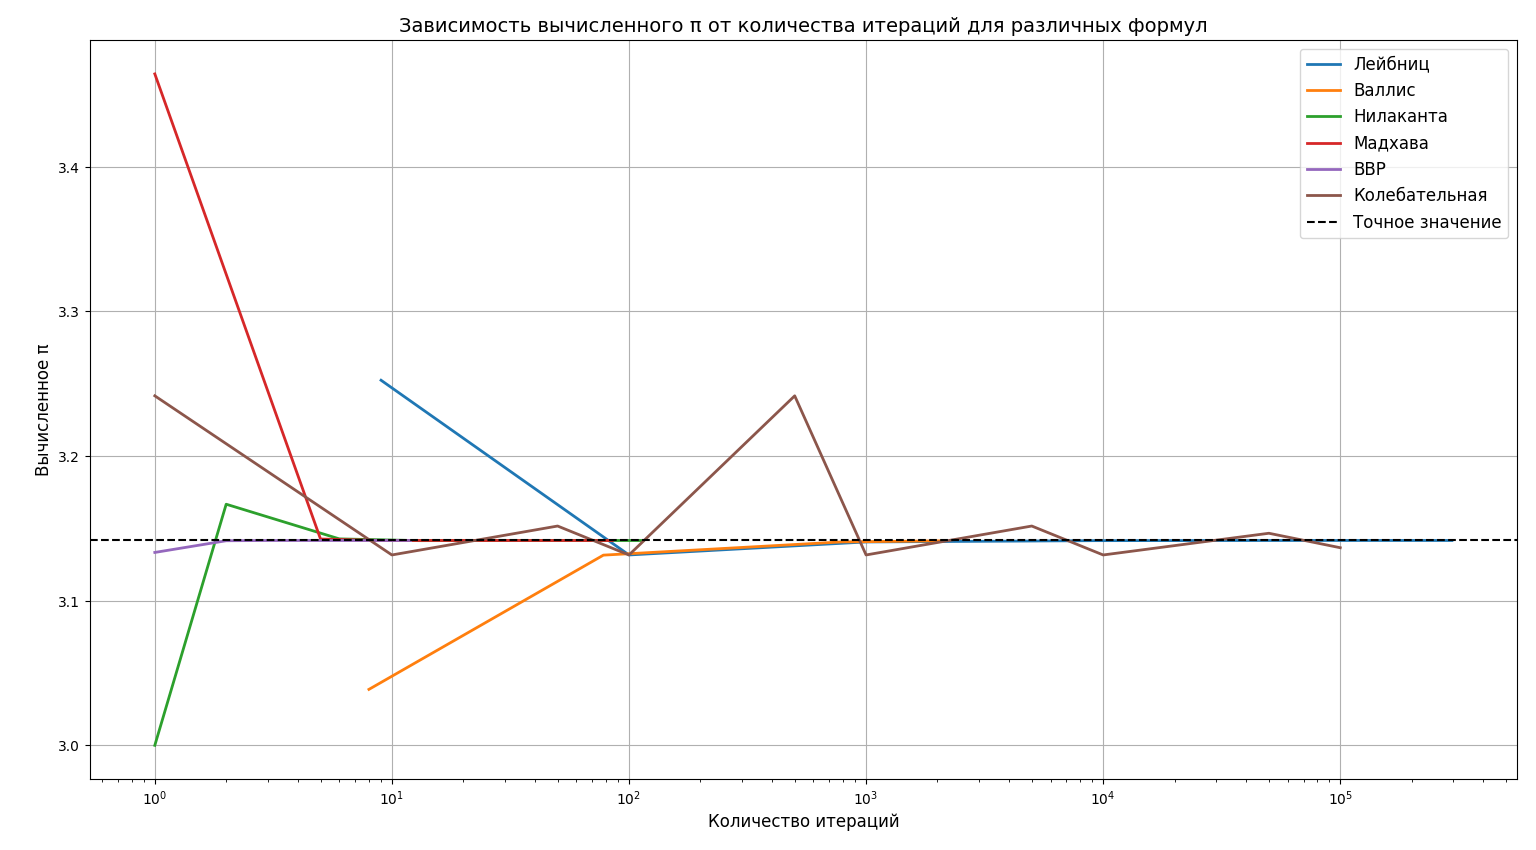 Зависимость вычисленного π от количества итераций для различных формул
Лейбниц
Валлис
Нилаканта
Мадхава
BBP
Колебательная
Точное значение
Вычисленное π
3.4
3.3
3.2
3.1
3.0
10⁰ 10¹ 10² 10³ 10⁴ 10⁵
Количество итераций